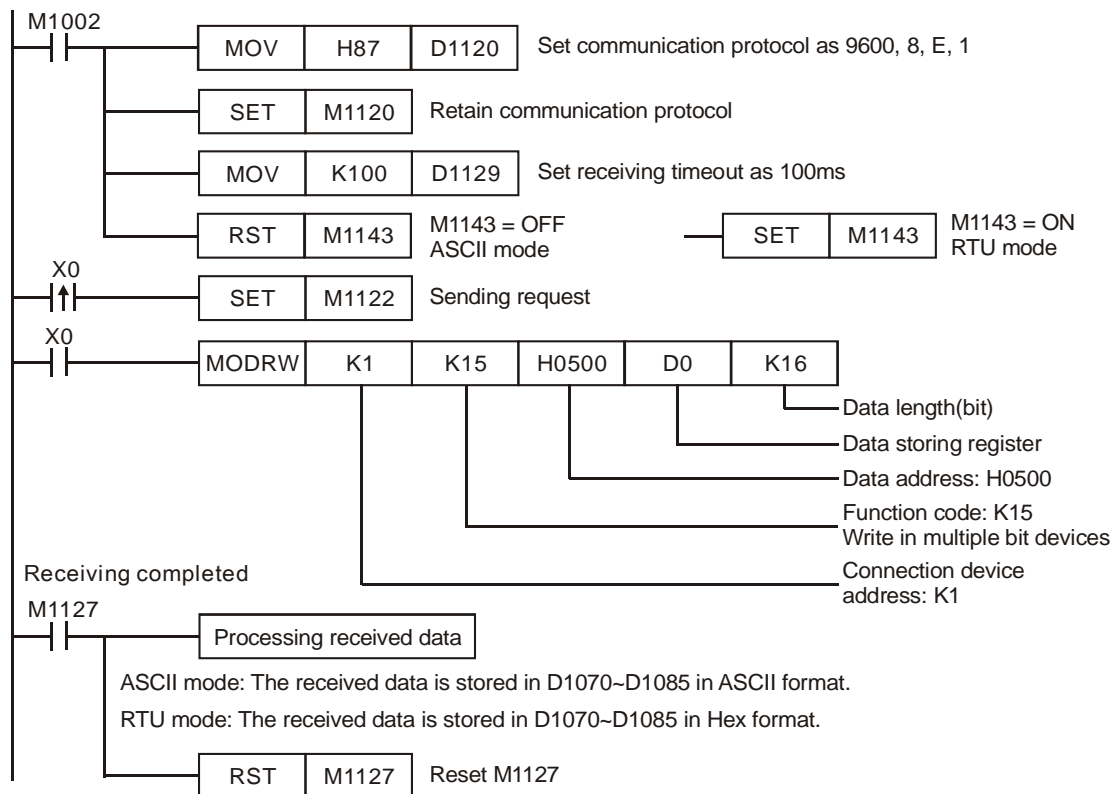 M1002
MOV H87 D1120 Set communication protocol as 9600, 8, E, 1
SET M1120 Retain communication protocol
MOV K100 D1129 Set receiving timeout as 100ms
RST M1143 M1143 = OFF
ASCII mode
SET M1143 M1143 = ON
RTU mode
X0
SET M1122 Sending request
X0
MODRW K1 K15 H0500 D0 K16
Data length(bit)
Data storing register
Data address: H0500
Function code: K15
Write in multiple bit devices
Connection device
address: K1
Receiving completed
M1127
Processing received data
ASCII mode: The received data is stored in D1070~D1085 in ASCII format.
RTU mode: The received data is stored in D1070~D1085 in Hex format.
RST M1127 Reset M1127